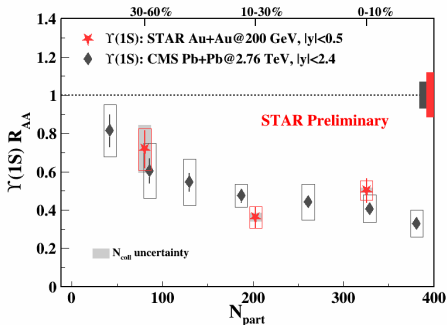 30-60% 10-30% 0-10%
1.4
ϒ(1S): STAR Au+Au@200 GeV, |y|<0.5
1.2
ϒ(1S): CMS Pb+Pb@2.76 TeV, |y|<2.4
1
STAR Preliminary
0.8
ϒ(1S) R_AA
0.6
0.4
0.2
N_coll uncertainty
0
0 100 200 300 400
N_part